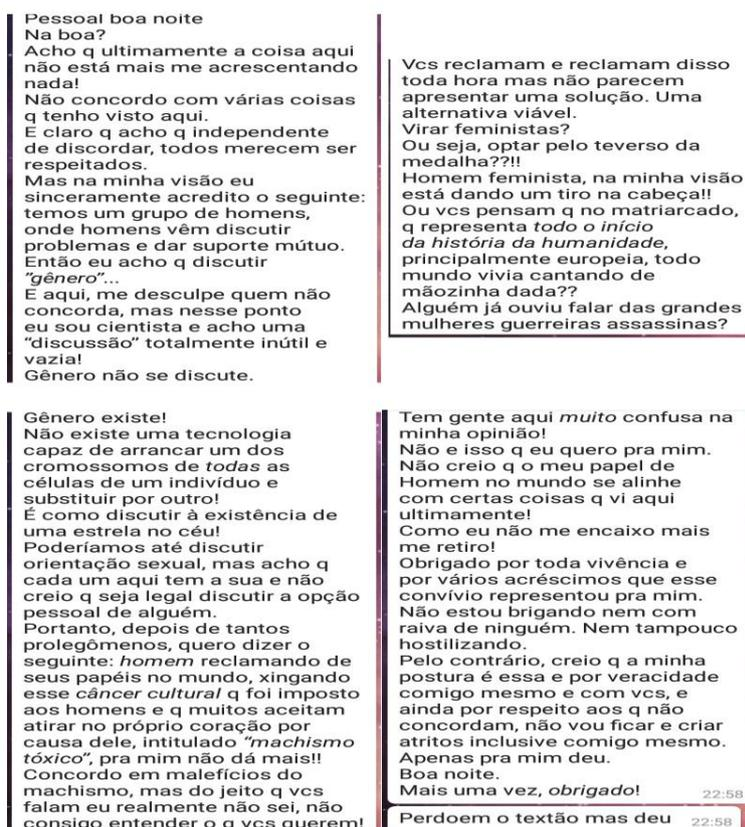 Pessoal boa noite
Na boa?
Acho q ultimamente a coisa aqui
não está mais me acrescentando
nada!
Não concordo com várias coisas
q tenho visto aqui.
E claro q acho q independente
de discordar, todos merecem ser
respeitados.
Mas na minha visão eu
sinceramente acredito o seguinte:
temos um grupo de homens,
onde homens vêm discutir
problemas e dar suporte mútuo.
Então eu acho q discutir
"gênero"...
E aqui, me desculpe quem não
concorda, mas nesse ponto
eu sou cientista e acho uma
"discussão" totalmente inútil e
vazia!
Gênero não se discute.
Gênero existe!
Não existe uma tecnologia
capaz de arrancar um dos
cromossomos de todas as
células de um indivíduo e
substituir por outro!
É como discutir à existência de
uma estrela no céu!
Poderíamos até discutir
orientação sexual, mas acho q
cada um aqui tem a sua e não
creio q seja legal discutir a opção
pessoal de alguém.
Portanto, depois de tantos
prolegômenos, quero dizer o
seguinte: homem reclamando de
seus papéis no mundo, xingando
esse câncer cultural q foi imposto
aos homens e q muitos aceitam
atirar no próprio coração por
causa dele, intitulado "machismo
tóxico", pra mim não dá mais!!
Concordo em malefícios do
machismo, mas do jeito q vcs
falam eu realmente não sei, não
consigo entender o q vcs querem!
Vcs reclamam e reclamam disso
toda hora mas não parecem
apresentar uma solução. Uma
alternativa viável.
Virar feministas?
Ou seja, optar pelo teverso da
medalha??!!
Homem feminista, na minha visão
está dando um tiro na cabeça!!
Ou vcs pensam q no matriarcado,
q representa todo o início
da história da humanidade,
principalmente europeia, todo
mundo vivia cantando de
mãozinha dada??
Alguém já ouviu falar das grandes
mulheres guerreiras assassinas?
Tem gente aqui muito confusa na
minha opinião!
Não e isso q eu quero pra mim.
Não creio q o meu papel de
Homem no mundo se alinhe
com certas coisas q vi aqui
ultimamente!
Como eu não me encaixo mais
me retiro!
Obrigado por toda vivência e
por vários acréscimos que esse
convívio representou pra mim.
Não estou brigando nem com
raiva de ninguém. Nem tampouco
hostilizando.
Pelo contrário, creio q a minha
postura é essa e por veracidade
comigo mesmo e com vcs, e
ainda por respeito aos q não
concordam, não vou ficar e criar
atritos inclusive comigo mesmo.
Apenas pra mim deu.
Boa noite.
Mais uma vez, obrigado! 22:58
Perdoem o textão mas deu 22:58